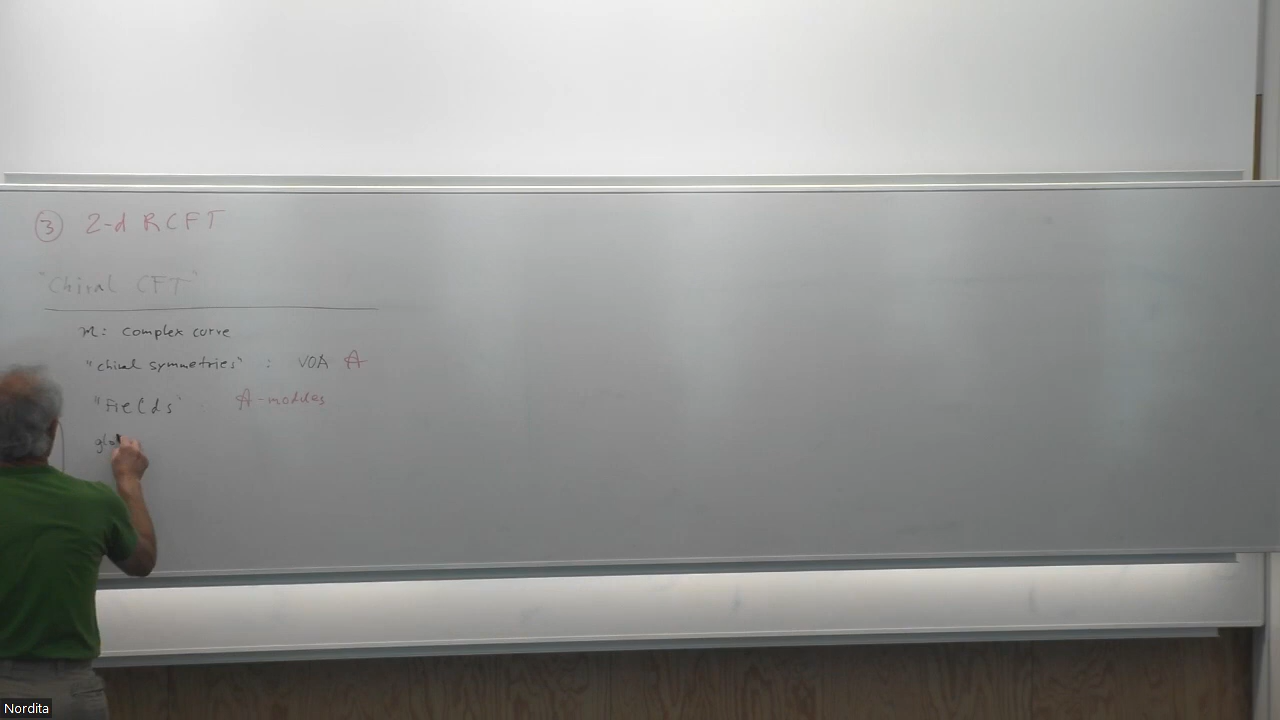 ③ 2-d RCFT
"Chiral CFT"
M: complex curve
"chiral symmetries" : VOA A
"Fields" : A-modules
Nordita